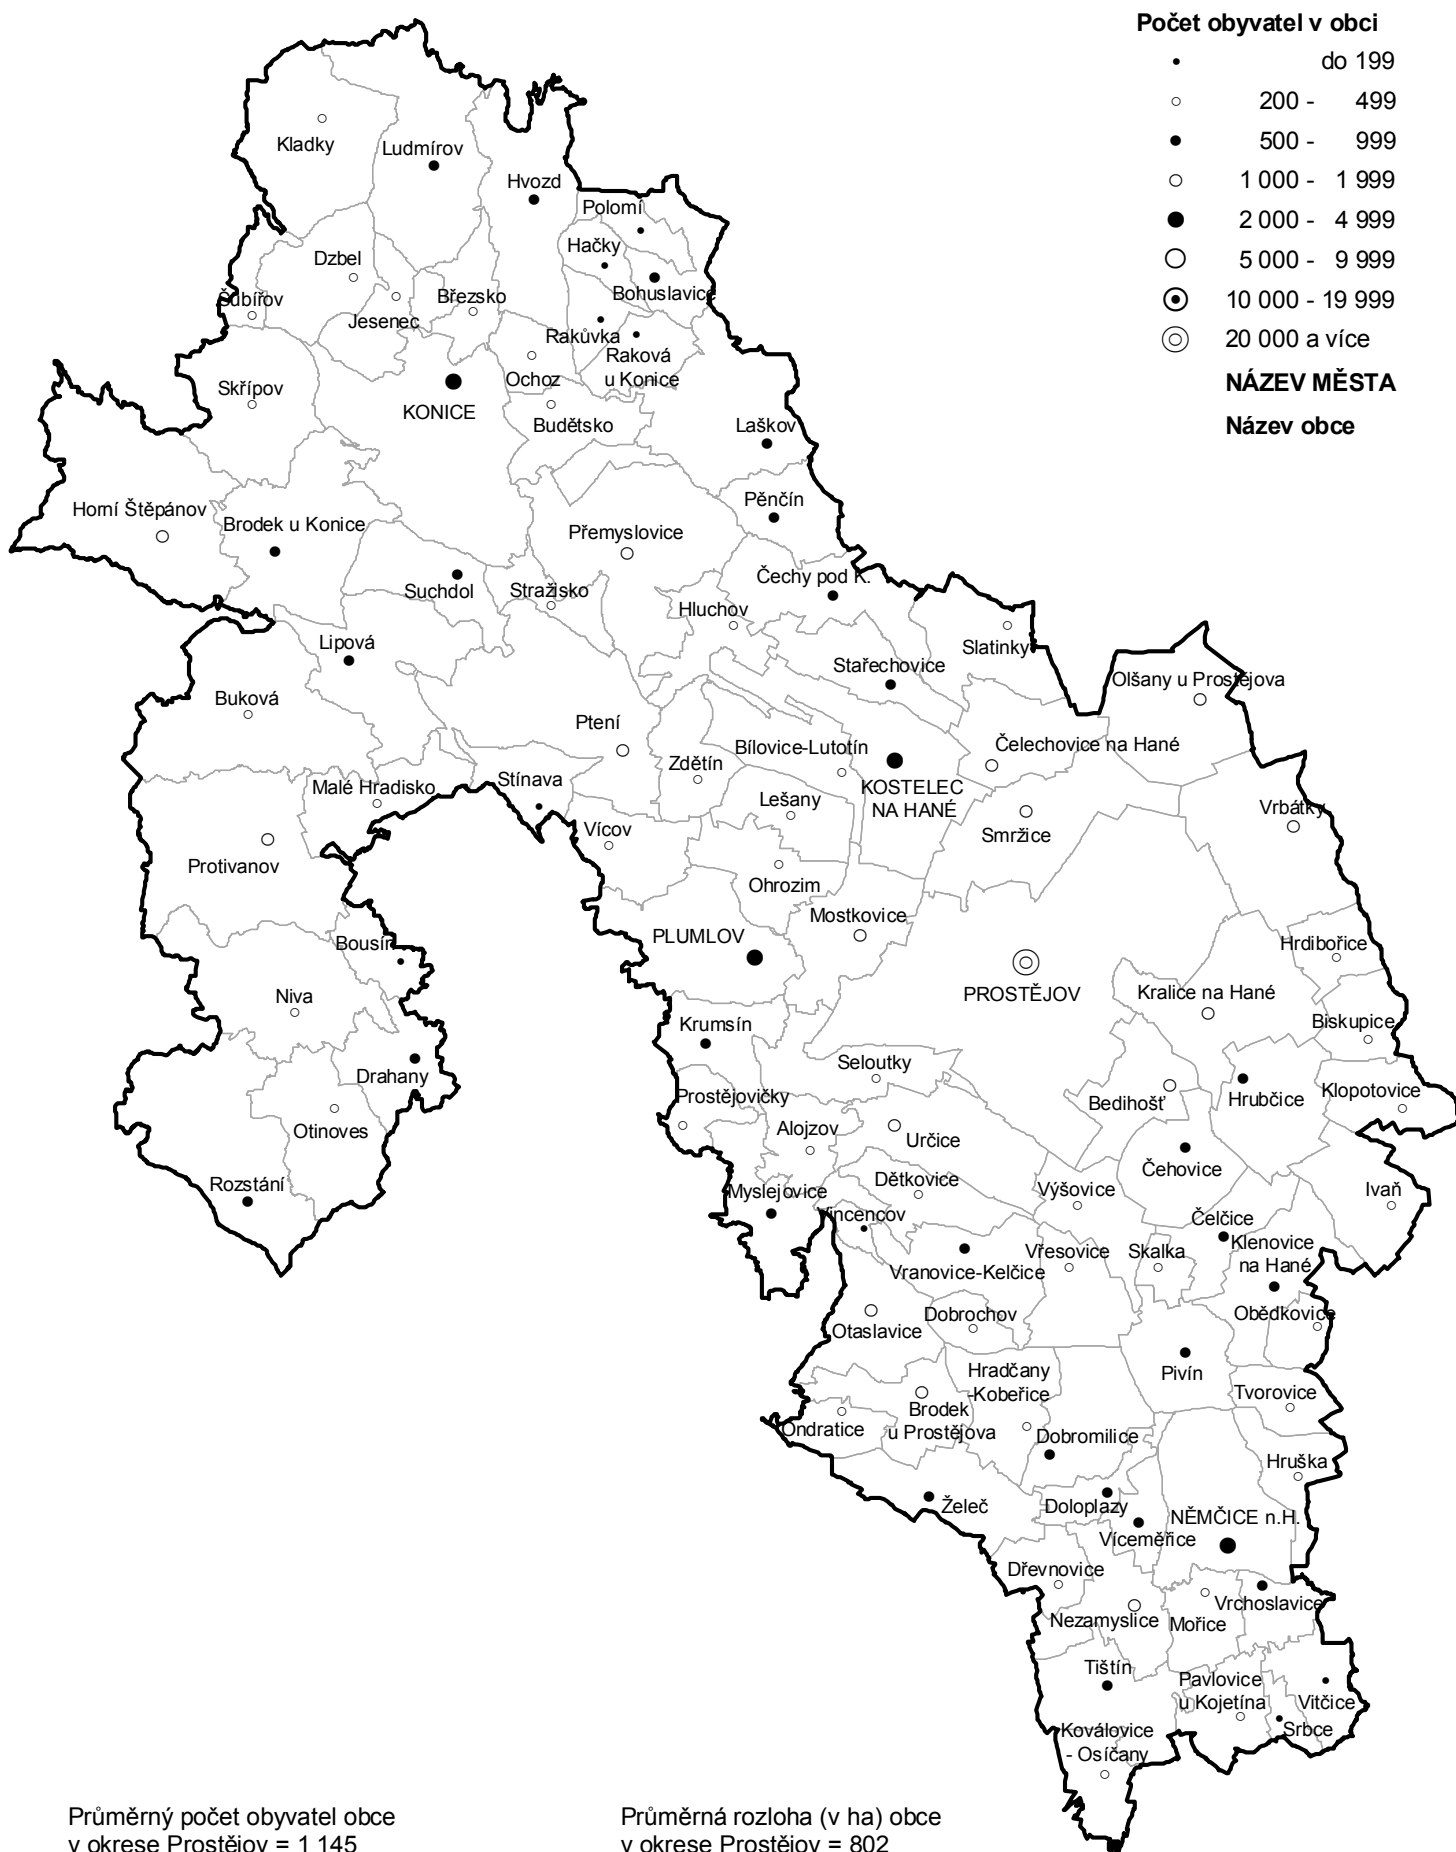 Počet obyvatel v obci
do 199
200 - 499
500 - 999
1 000 - 1 999
2 000 - 4 999
5 000 - 9 999
10 000 - 19 999
20 000 a více
NÁZEV MĚSTA
Název obce
Kladky
Ludmírov
Hvozd
Polomí
Hačky
Dzbel
Bohuslavice
Šubířov
Březsko
Jesenec
Rakůvka
Raková
u Konice
Ochoz
Skřípov
KONICE
Budětsko
Laškov
Pěnčín
Horní Štěpánov
Brodek u Konice
Přemyslovice
Čechy pod K.
Suchdol
Stražisko
Hluchov
Lipová
Slatinky
Stařechovice
Olšany u Prostějova
Buková
Ptení
Bílovice-Lutotín
Čelechovice na Hané
Zdětín
Stínava
Malé Hradisko
KOSTELEC
NA HANÉ
Lešany
Vrbátky
Vícov
Smržice
Protivanov
Ohrozim
Mostkovice
Bousín
PLUMLOV
Hrdibořice
PROSTĚJOV
Kralice na Hané
Niva
Biskupice
Krumsín
Seloutky
Drahany
Prostějovičky
Bedihošť
Hrubčice
Klopotovice
Otinoves
Alojzov
Určice
Čehovice
Rozstání
Myslejovice
Dětkovice
Výšovice
Ivaň
Vincencov
Čelčice
Klenovice
na Hané
Vřesovice
Skalka
Vranovice-Kelčice
Obědkovice
Dobrochov
Otaslavice
Hradčany
-Kobeřice
Pivín
Tvorovice
Brodek
u Prostějova
Ondratice
Dobromilice
Hruška
Želeč
Doloplazy
NĚMČICE n.H.
Víceměřice
Dřevnovice
Vrchoslavice
Nezamyslice
Mořice
Tištín
Pavlovice
u Kojetína
Vitčice
Srbce
Koválovice
- Osíčany
Průměrný počet obyvatel obce
v okrese Prostějov = 1 145
Průměrná rozloha (v ha) obce
v okrese Prostějov = 802